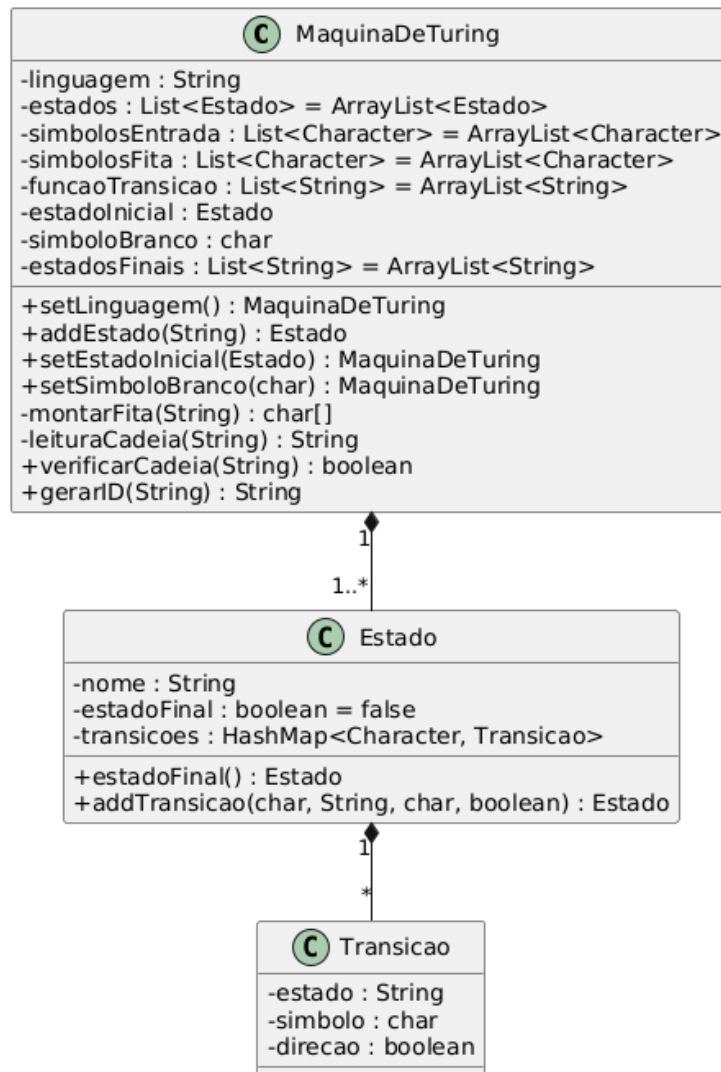 C MaquinaDeTuring
-linguagem : String
-estados : List<Estado> = ArrayList<Estado>
-simbolosEntrada : List<Character> = ArrayList<Character>
-simbolosFita : List<Character> = ArrayList<Character>
-funcaoTransicao : List<String> = ArrayList<String>
-estadoInicial : Estado
-simboloBranco : char
-estadosFinais : List<String> = ArrayList<String>
+setLinguagem() : MaquinaDeTuring
+addEstado(String) : Estado
+setEstadoInicial(Estado) : MaquinaDeTuring
+setSimboloBranco(char) : MaquinaDeTuring
-montarFita(String) : char[]
-leituraCadeia(String) : String
+verificarCadeia(String) : boolean
+gerarID(String) : String
1
1..*
C Estado
-nome : String
-estadoFinal : boolean = false
-transicoes : HashMap<Character, Transicao>
+estadoFinal() : Estado
+addTransicao(char, String, char, boolean) : Estado
1
*
C Transicao
-estado : String
-simbolo : char
-direcao : boolean